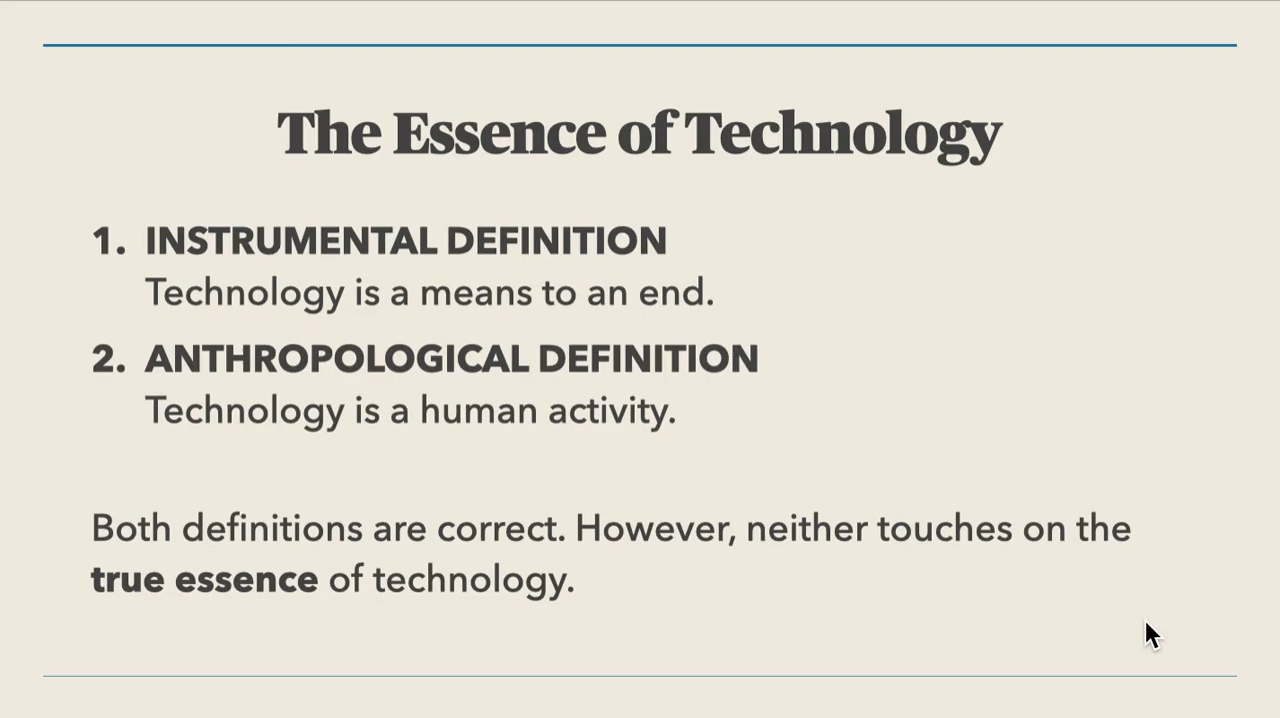 The Essence of Technology
1. INSTRUMENTAL DEFINITION
Technology is a means to an end.
2. ANTHROPOLOGICAL DEFINITION
Technology is a human activity.
Both definitions are correct. However, neither touches on the
true essence of technology.